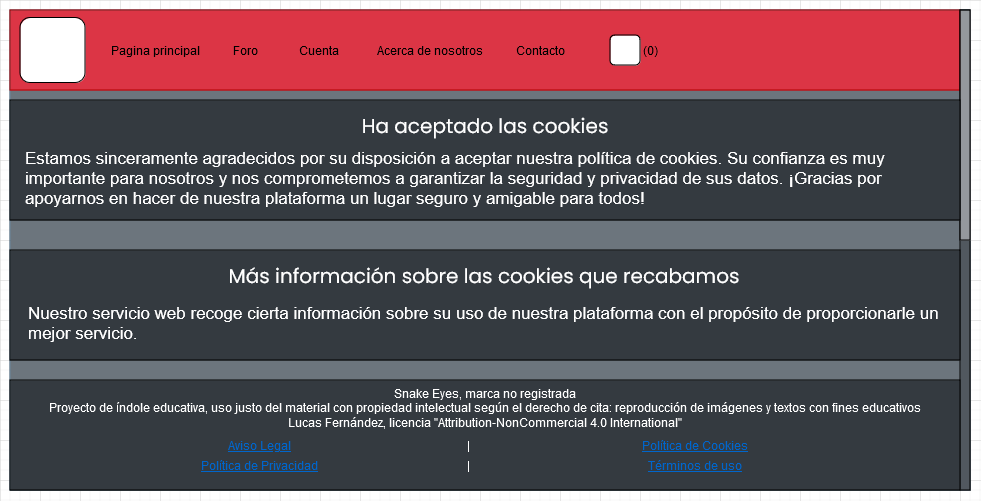 Pagina principal Foro Cuenta Acerca de nosotros Contacto (0)
Ha aceptado las cookies
Estamos sinceramente agradecidos por su disposición a aceptar nuestra política de cookies. Su confianza es muy
importante para nosotros y nos comprometemos a garantizar la seguridad y privacidad de sus datos. ¡Gracias por
apoyarnos en hacer de nuestra plataforma un lugar seguro y amigable para todos!
Más información sobre las cookies que recabamos
Nuestro servicio web recoge cierta información sobre su uso de nuestra plataforma con el propósito de proporcionarle un
mejor servicio.
Snake Eyes, marca no registrada
Proyecto de índole educativa, uso justo del material con propiedad intelectual según el derecho de cita: reproducción de imágenes y textos con fines educativos
Lucas Fernández, licencia "Attribution-NonCommercial 4.0 International"
Aviso Legal | Política de Cookies
Política de Privacidad | Términos de uso